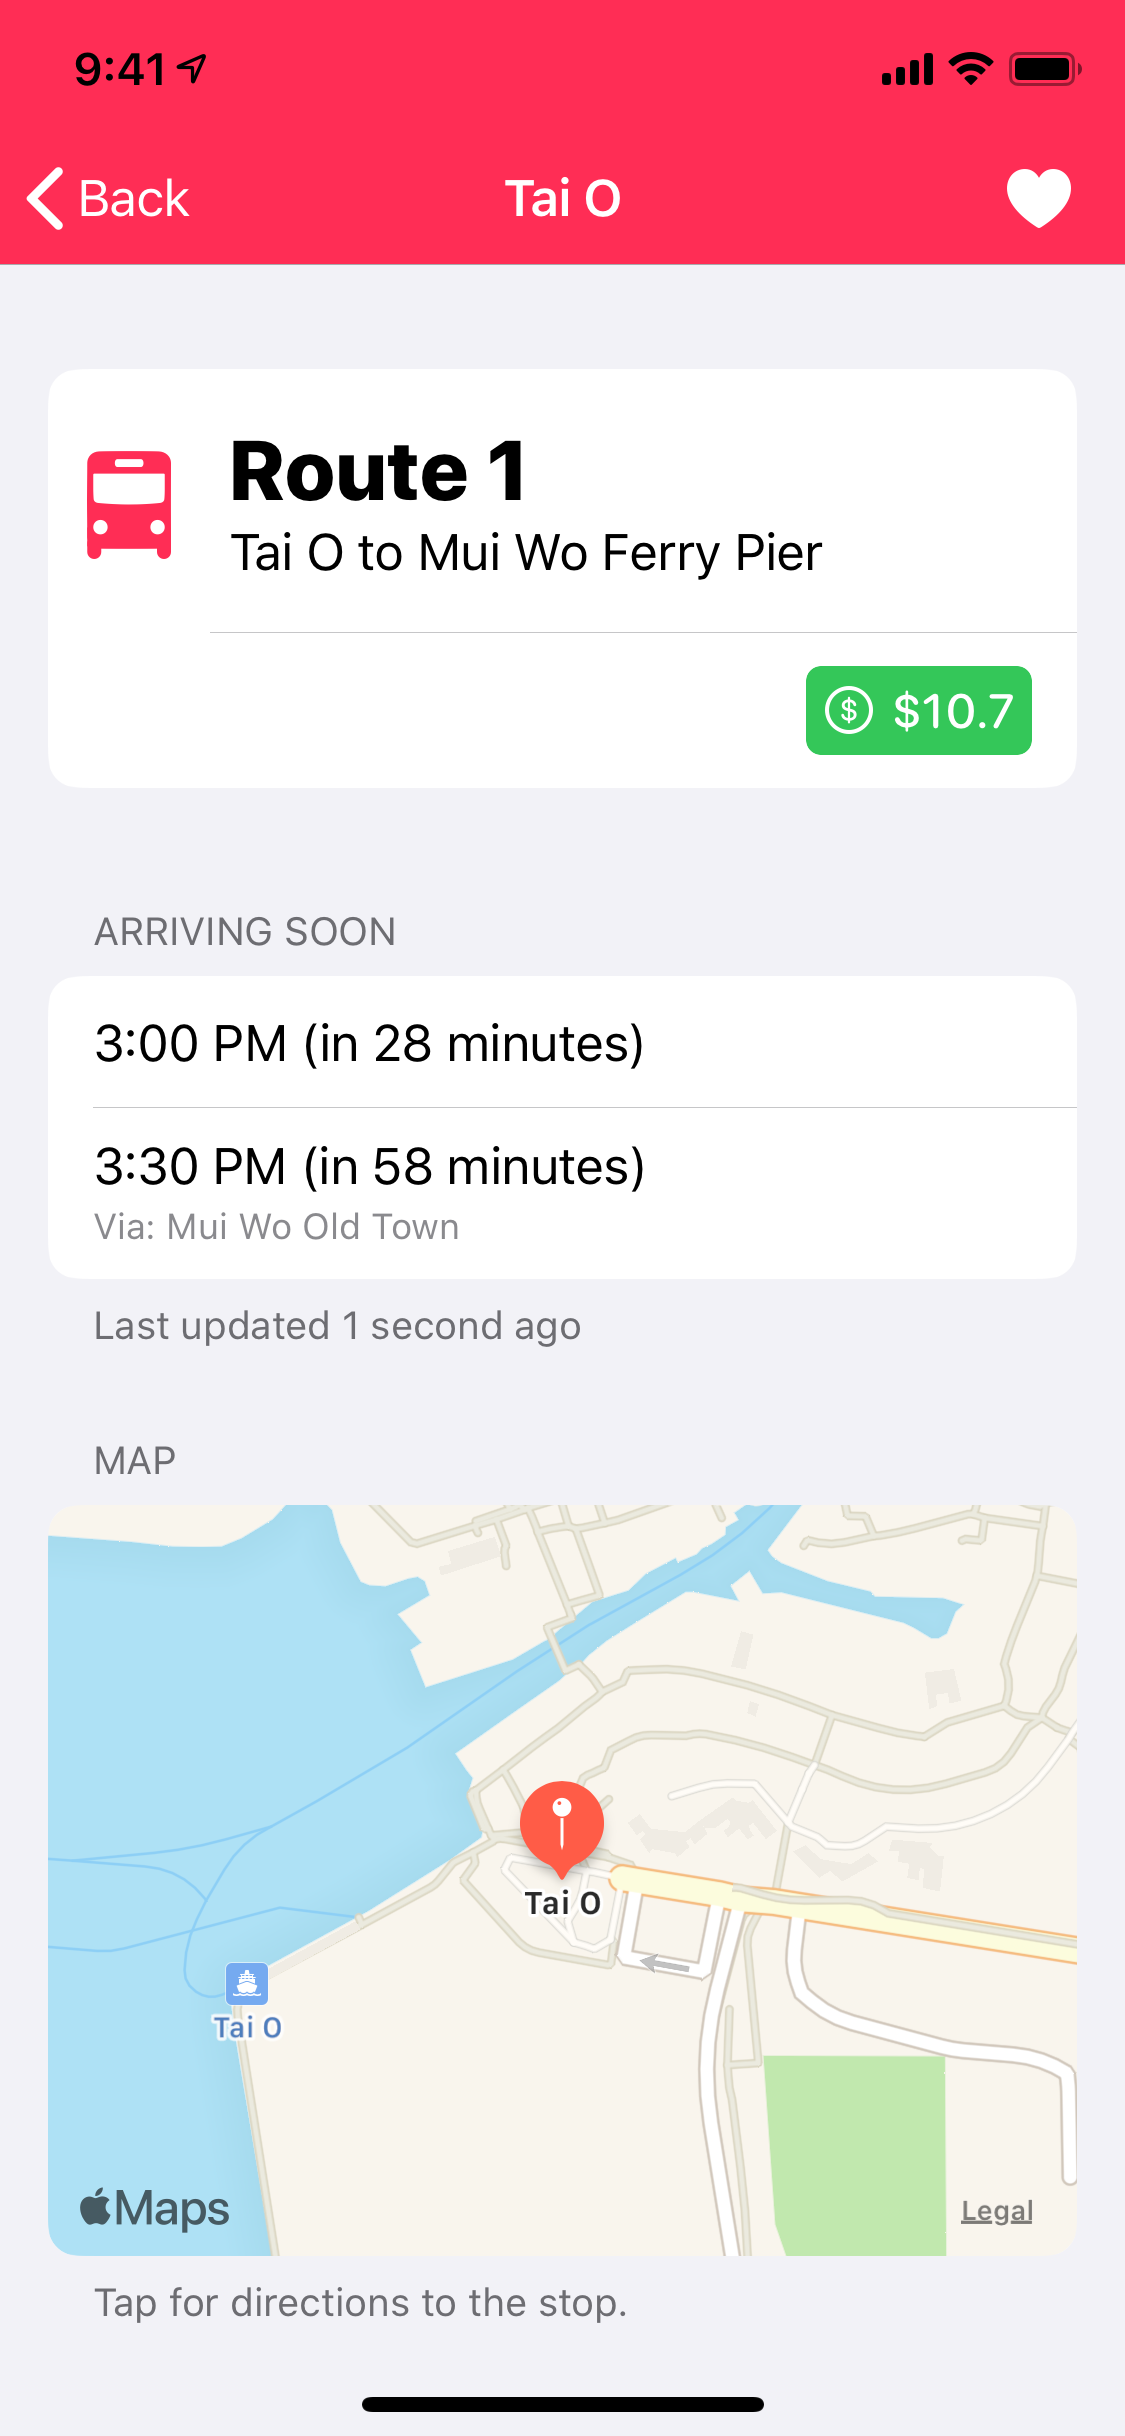 9:41
Back
Tai O
Route 1
Tai O to Mui Wo Ferry Pier
$ $10.7
ARRIVING SOON
3:00 PM (in 28 minutes)
3:30 PM (in 58 minutes)
Via: Mui Wo Old Town
Last updated 1 second ago
MAP
Tai O
Tai O
Maps
Legal
Tap for directions to the stop.